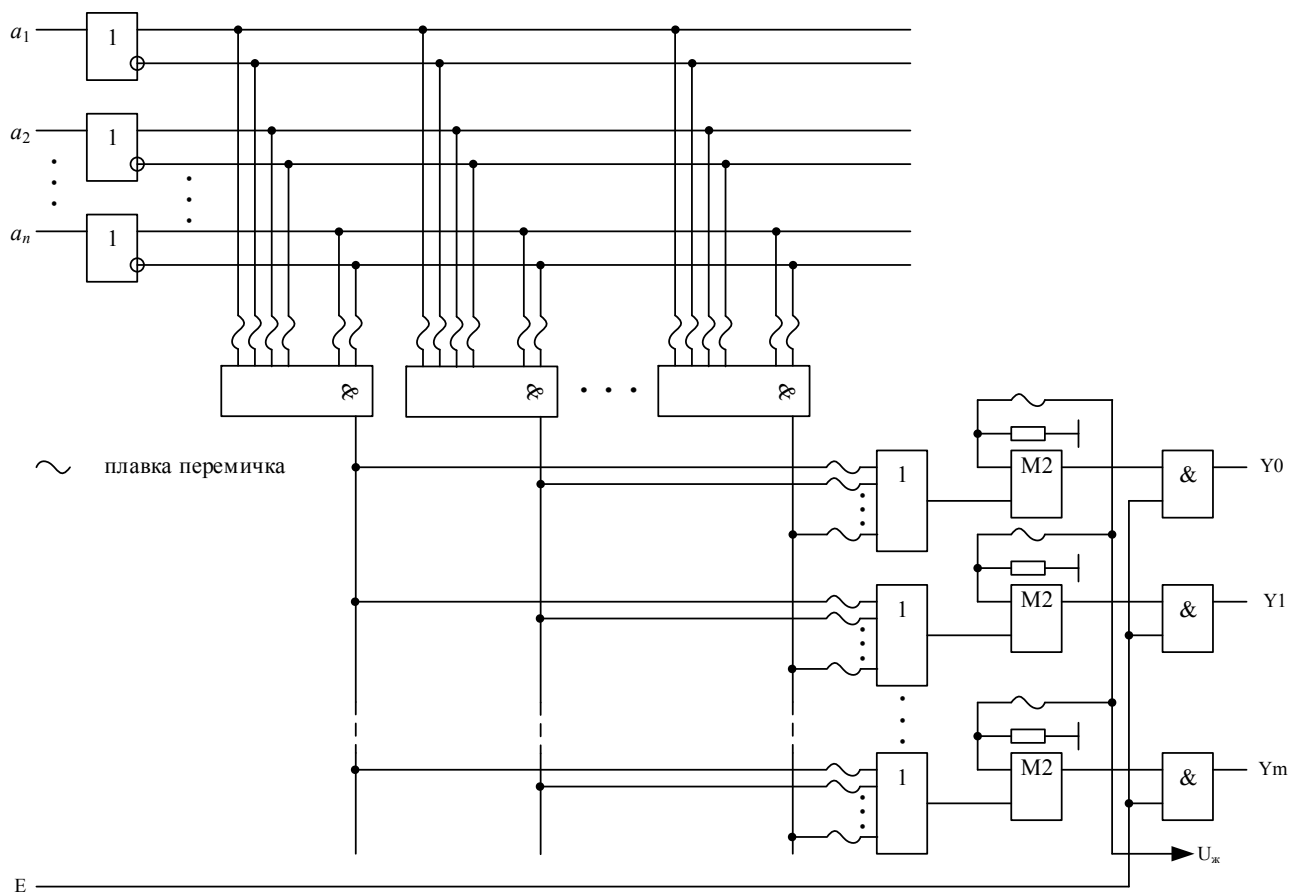 a₁ 1
a₂ 1
aₙ 1
& & &
плавка перемичка
1 M2 & Y0
1 M2 & Y1
1 M2 & Ym
Uж
E